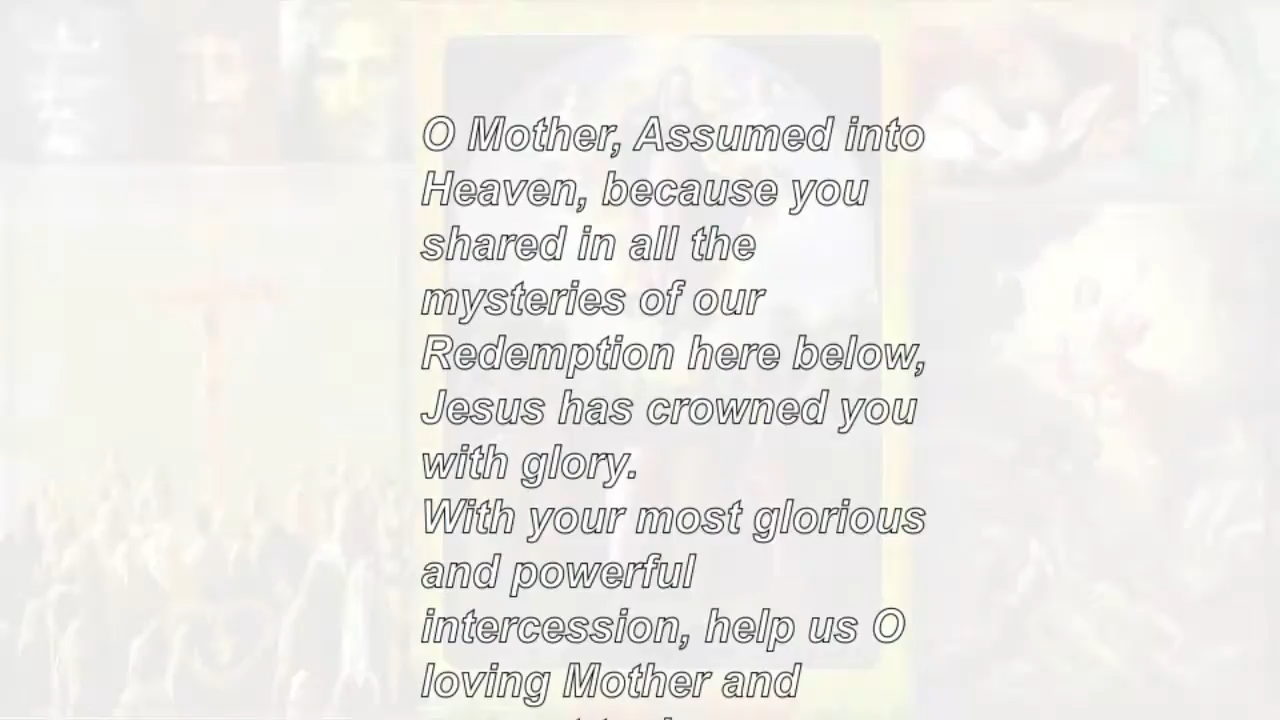 O Mother, Assumed into
Heaven, because you
shared in all the
mysteries of our
Redemption here below,
Jesus has crowned you
with glory.
With your most glorious
and powerful
intercession, help us O
loving Mother and